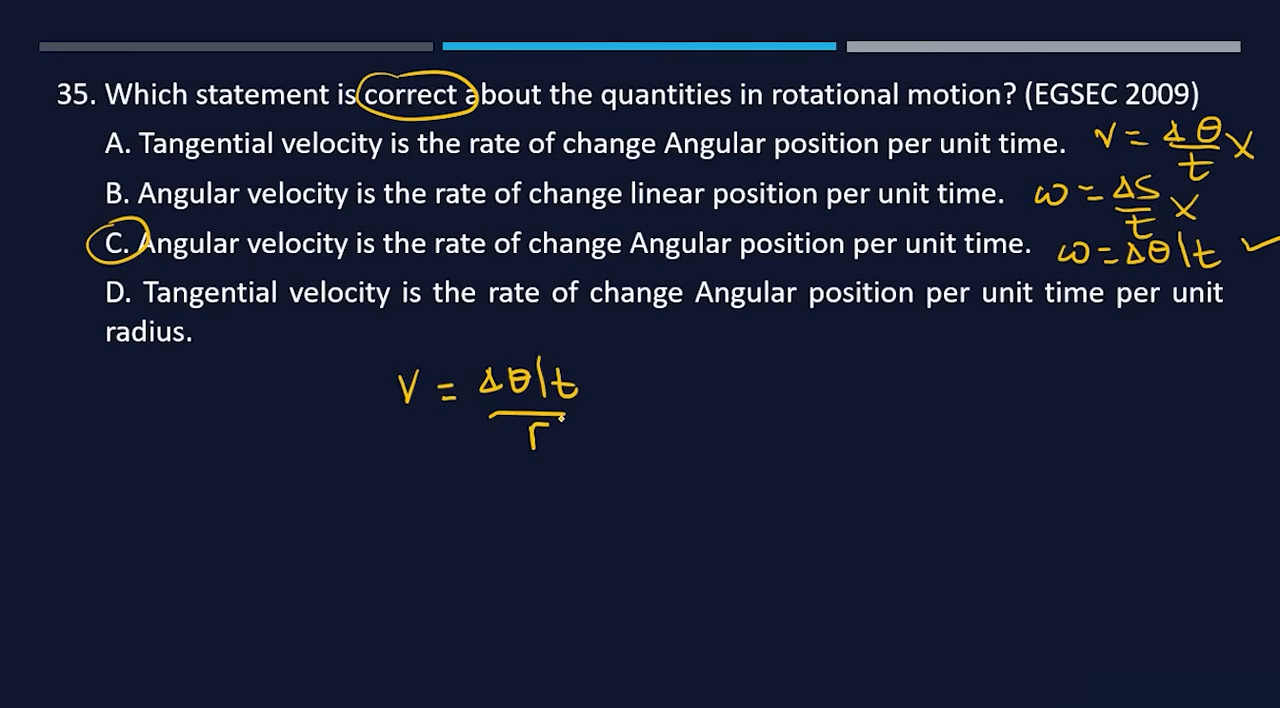 35. Which statement is correct about the quantities in rotational motion? (EGSEC 2009)
A. Tangential velocity is the rate of change Angular position per unit time. v = Δθ/t X
B. Angular velocity is the rate of change linear position per unit time. ω = ΔS/t X
C. Angular velocity is the rate of change Angular position per unit time. ω = Δθ/t ✓
D. Tangential velocity is the rate of change Angular position per unit time per unit
radius.
V = Δθ/t
r